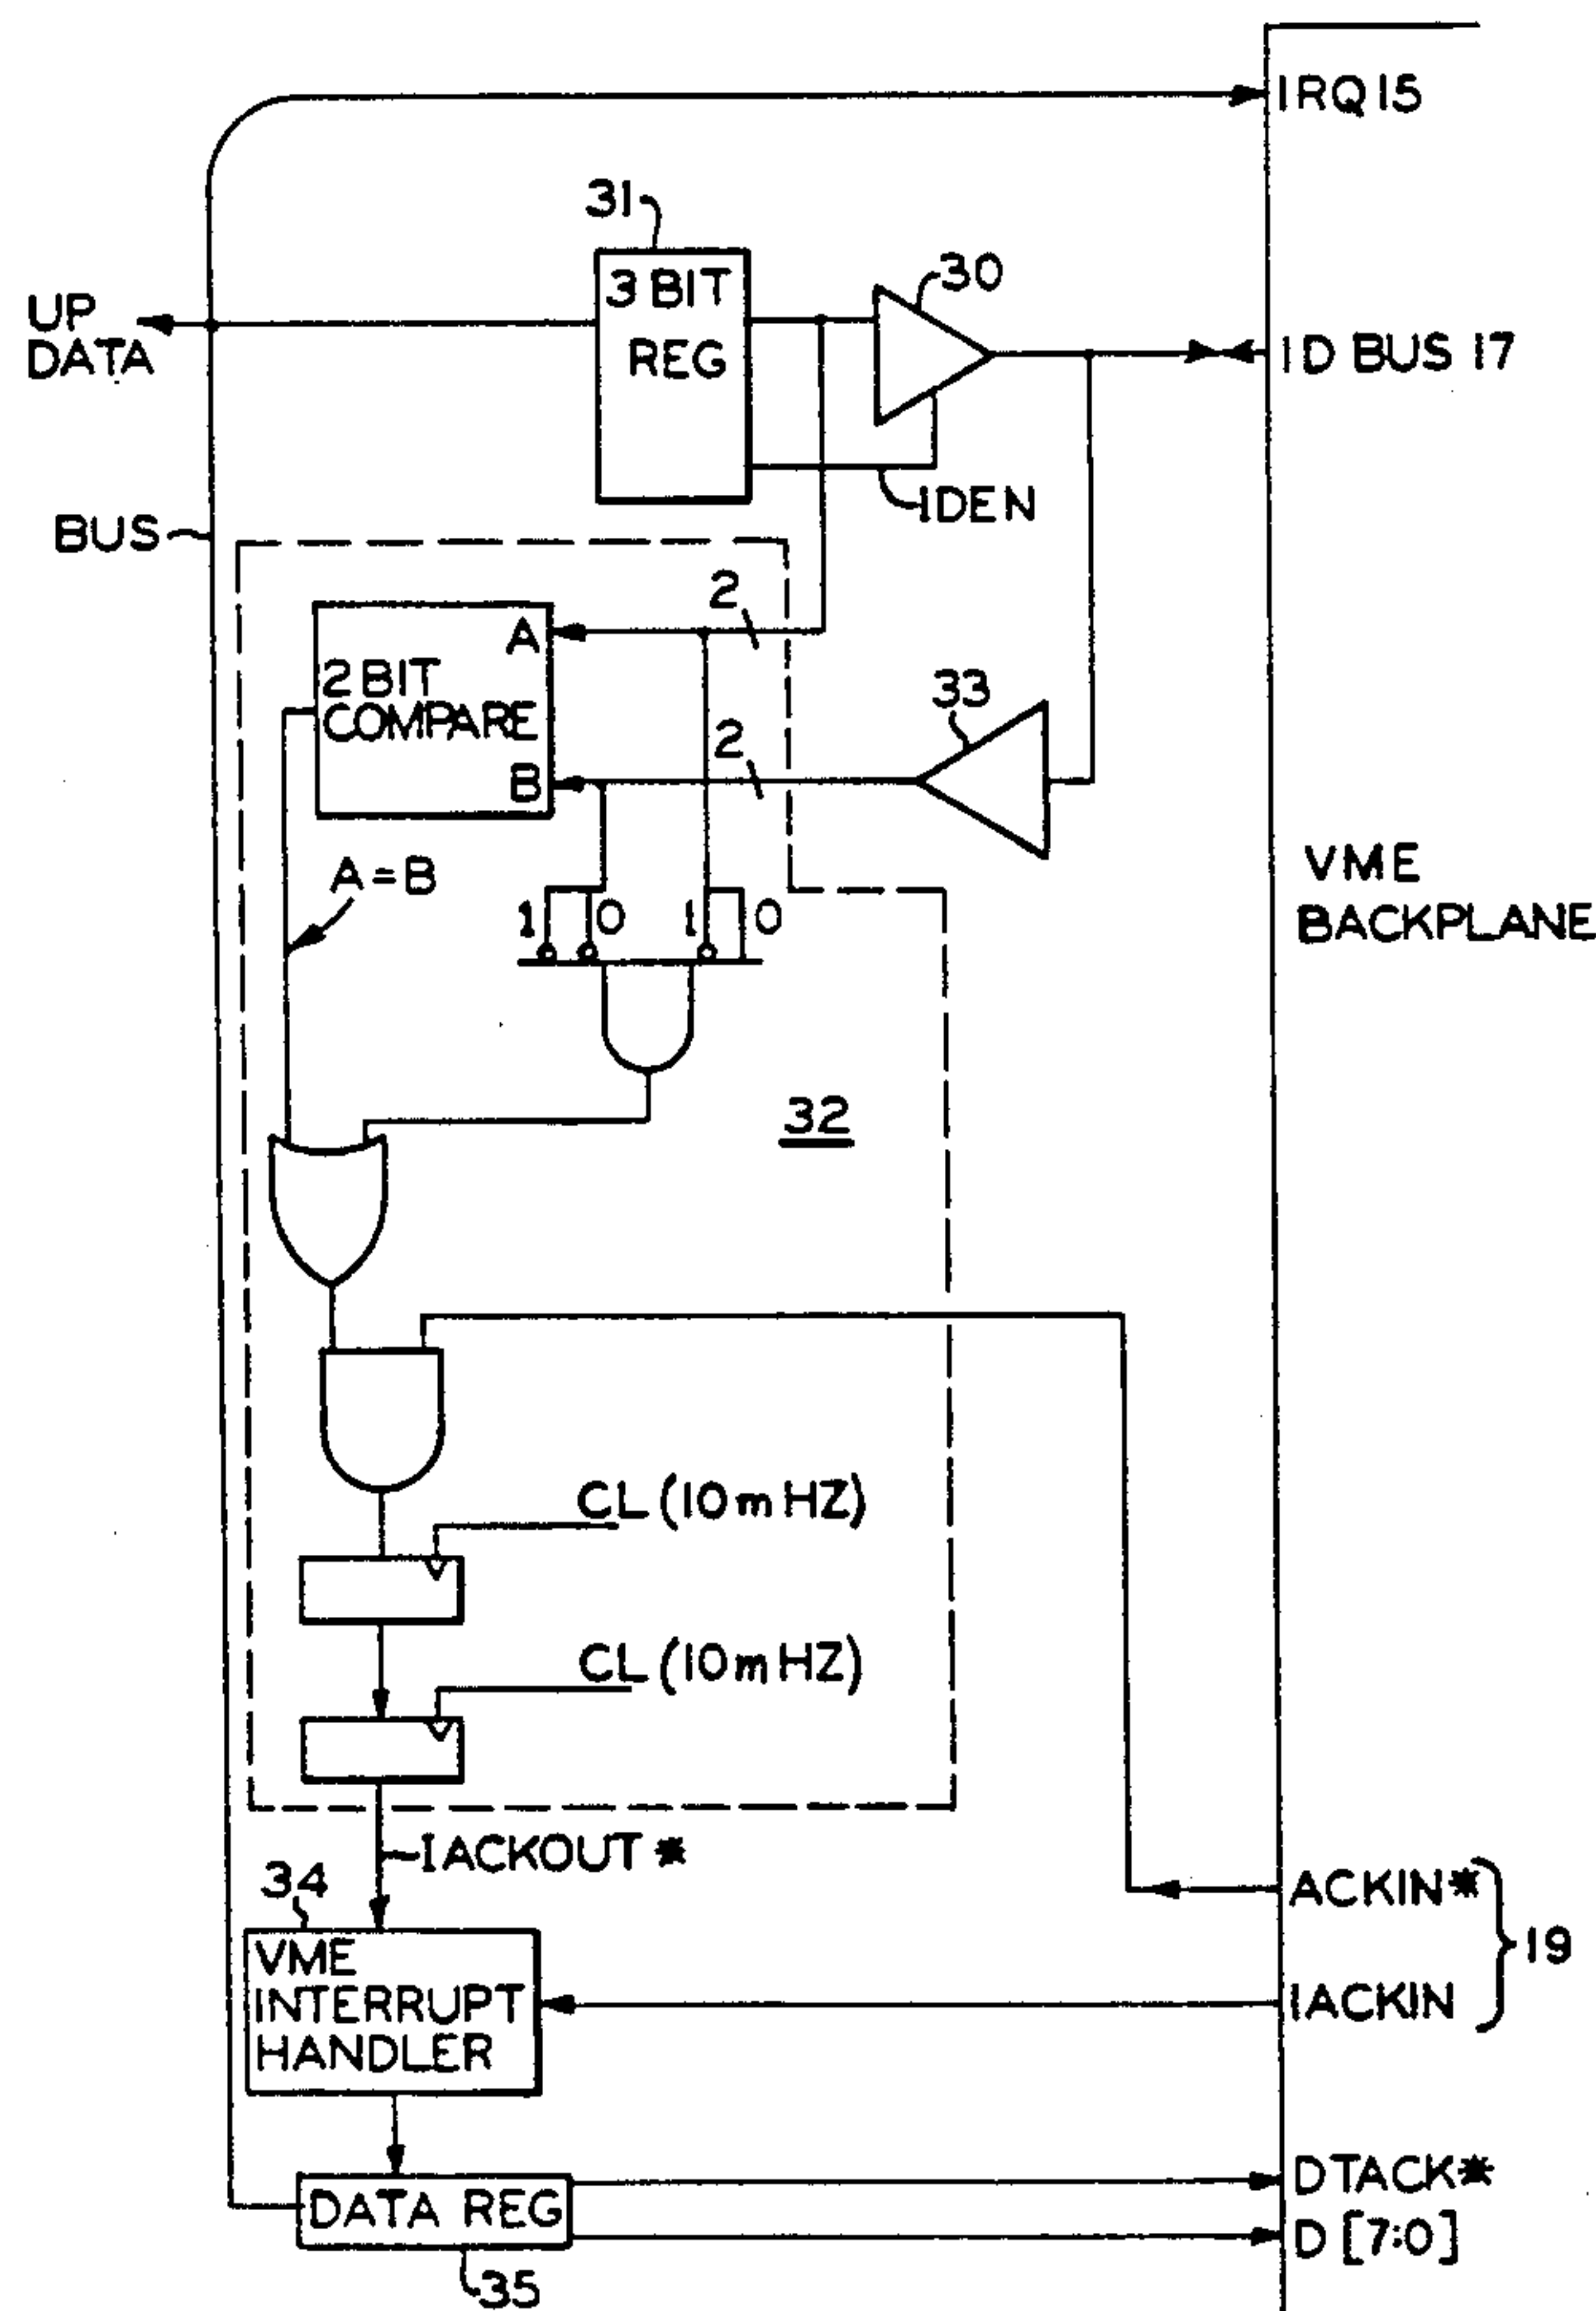 IRQ 15
31
3 BIT
REG
30
UP
DATA
ID BUS 17
IDEN
BUS
2
A
2 BIT
COMPARE
33
2
B
A=B
1 0 1 0
VME
BACKPLANE
32
CL (10 mHZ)
CL (10 mHZ)
IACKOUT *
34
ACKIN*
19
VME
INTERRUPT
HANDLER
IACKIN
DTACK*
DATA REG
D [7:0]
35